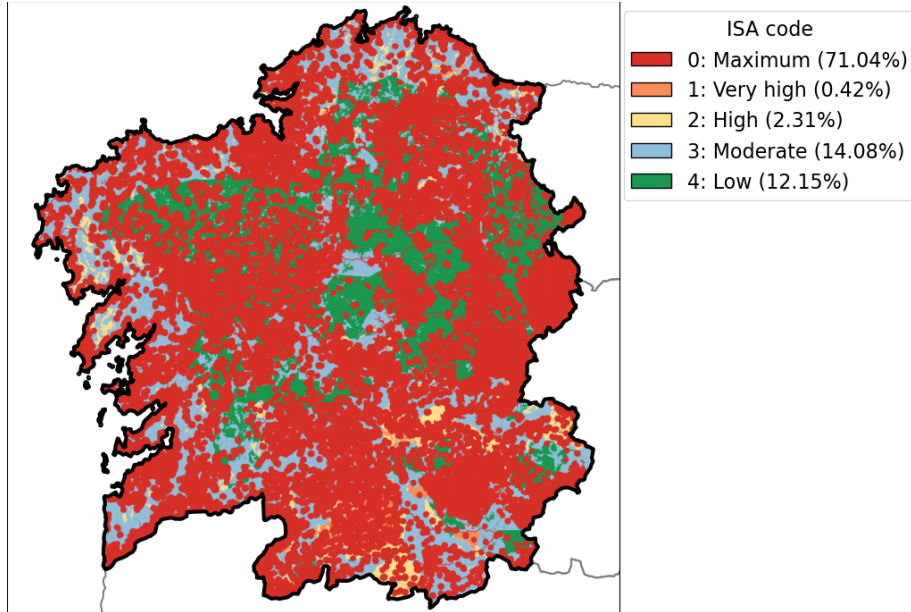 ISA code
0: Maximum (71.04%)
1: Very high (0.42%)
2: High (2.31%)
3: Moderate (14.08%)
4: Low (12.15%)